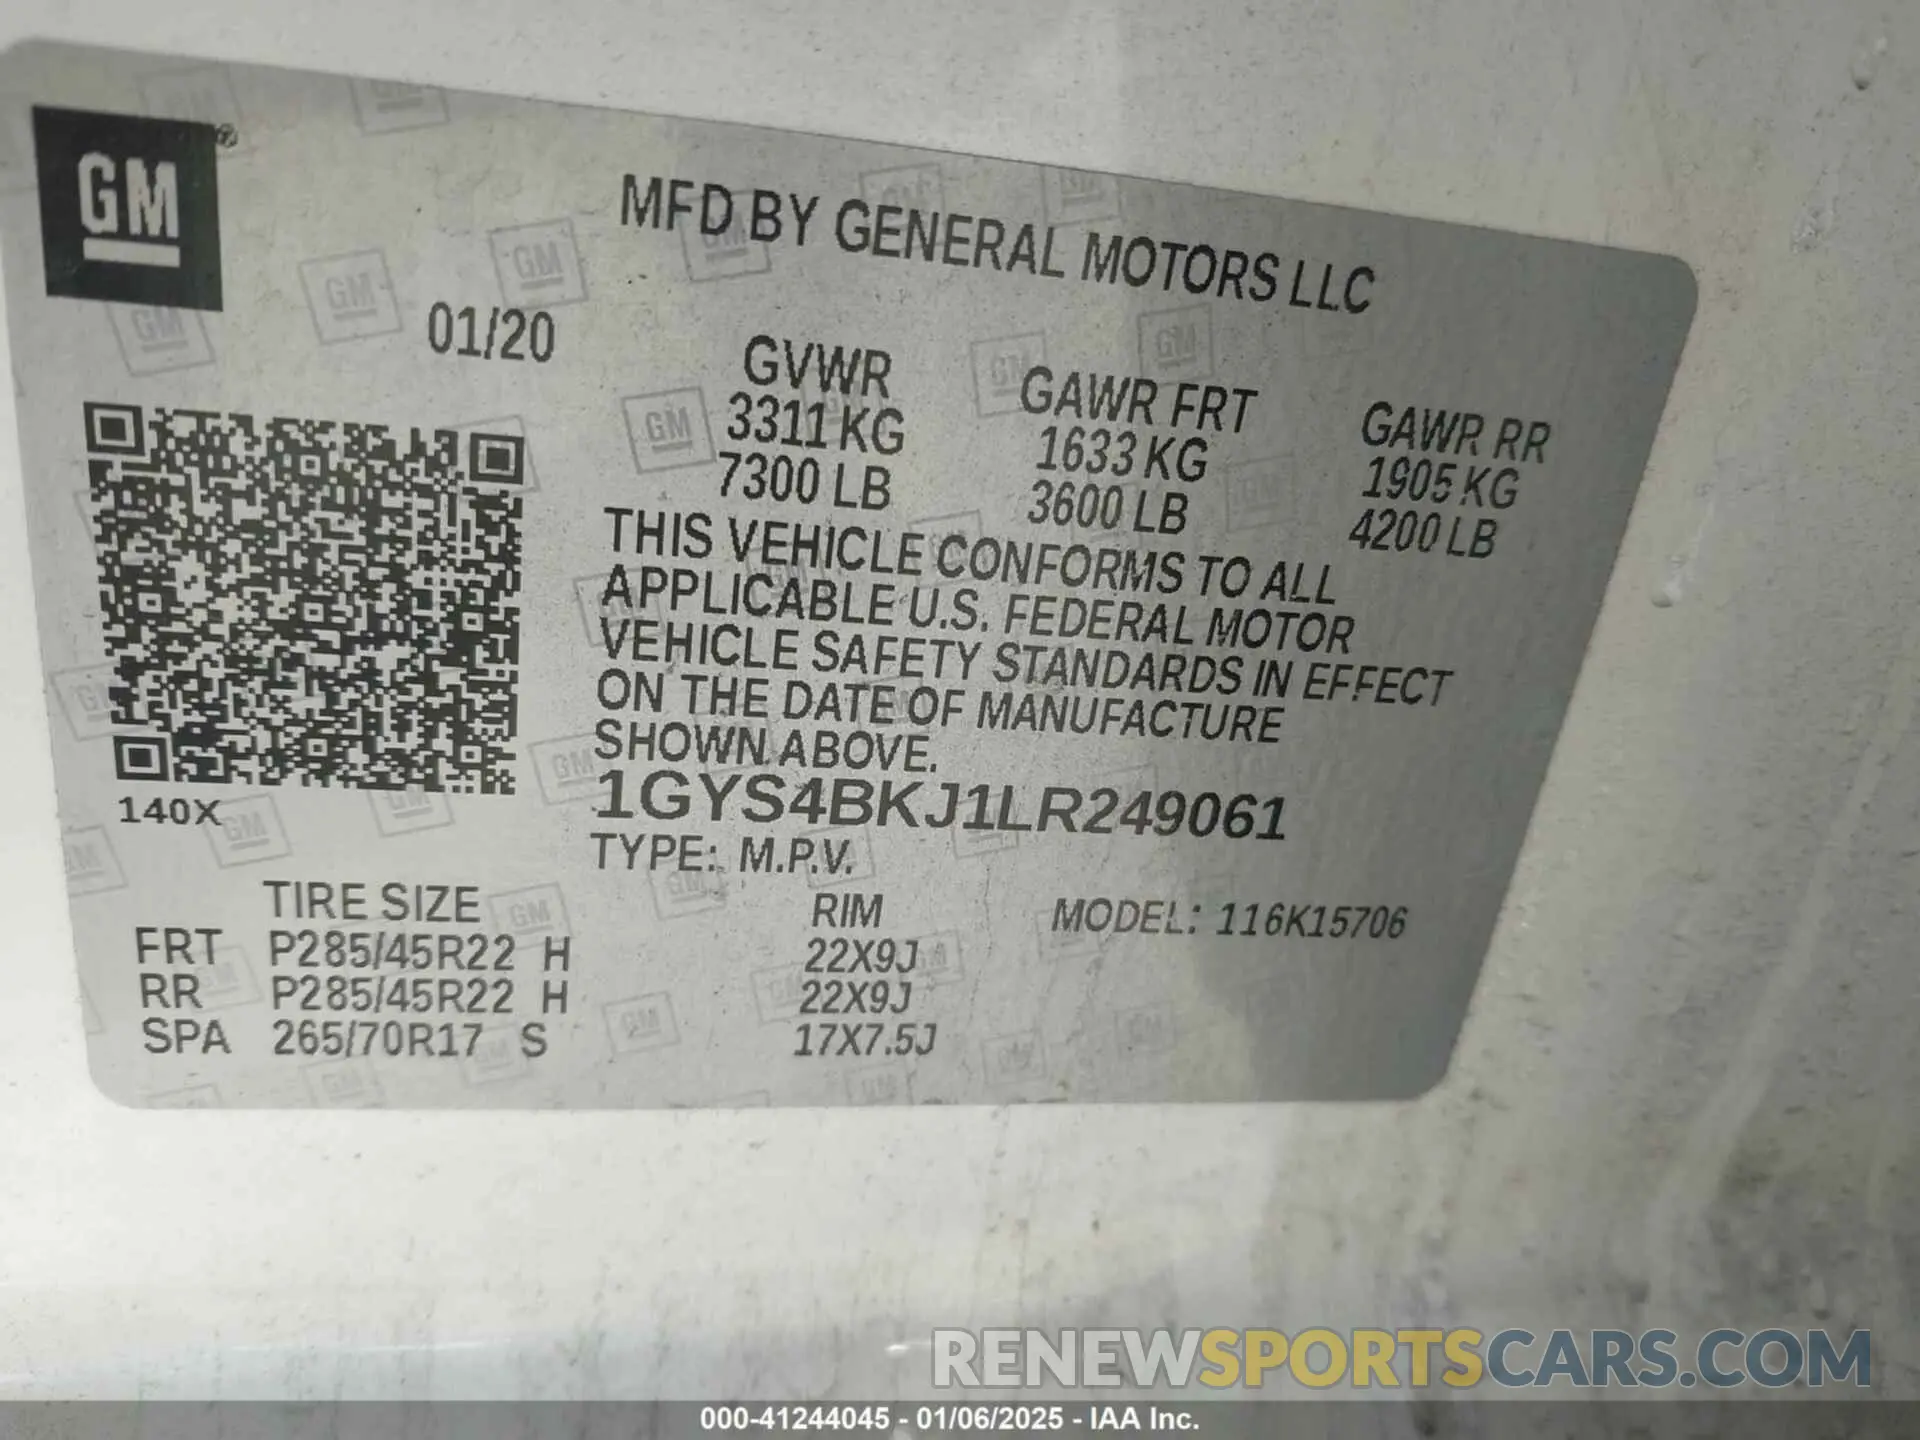 GM®
MFD BY GENERAL MOTORS LLC
01/20
GVWR GAWR FRT GAWR RR
3311 KG 1633 KG 1905 KG
7300 LB 3600 LB 4200 LB
THIS VEHICLE CONFORMS TO ALL
APPLICABLE U.S. FEDERAL MOTOR
VEHICLE SAFETY STANDARDS IN EFFECT
ON THE DATE OF MANUFACTURE
SHOWN ABOVE.
140X
1GYS4BKJ1LR249061
TYPE: M.P.V.
TIRE SIZE RIM MODEL: 116K15706
FRT P285/45R22 H 22X9J
RR P285/45R22 H 22X9J
SPA 265/70R17 S 17X7.5J
RENEWSPORTSCARS.COM
000-41244045 - 01/06/2025 - IAA Inc.